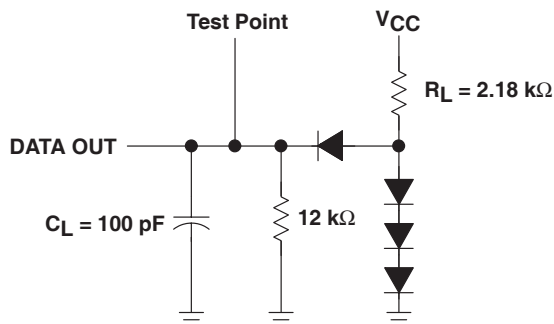 Test Point
VCC
RL = 2.18 kΩ
DATA OUT
CL = 100 pF
12 kΩ